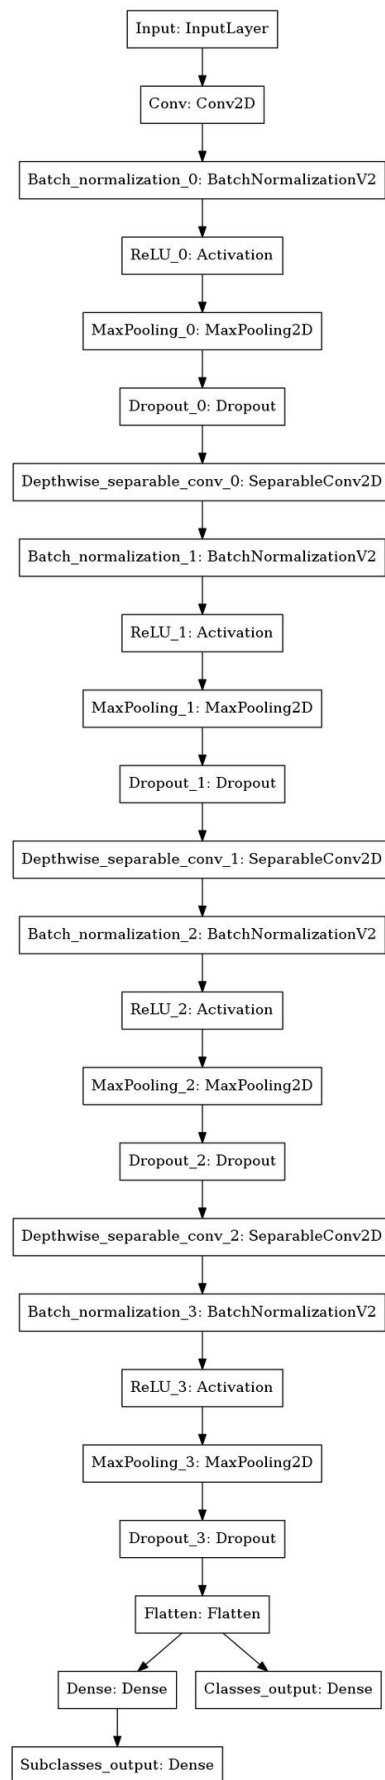 Input: InputLayer
Conv: Conv2D
Batch_normalization_0: BatchNormalizationV2
ReLU_0: Activation
MaxPooling_0: MaxPooling2D
Dropout_0: Dropout
Depthwise_separable_conv_0: SeparableConv2D
Batch_normalization_1: BatchNormalizationV2
ReLU_1: Activation
MaxPooling_1: MaxPooling2D
Dropout_1: Dropout
Depthwise_separable_conv_1: SeparableConv2D
Batch_normalization_2: BatchNormalizationV2
ReLU_2: Activation
MaxPooling_2: MaxPooling2D
Dropout_2: Dropout
Depthwise_separable_conv_2: SeparableConv2D
Batch_normalization_3: BatchNormalizationV2
ReLU_3: Activation
MaxPooling_3: MaxPooling2D
Dropout_3: Dropout
Flatten: Flatten
Dense: Dense
Classes_output: Dense
Subclasses_output: Dense